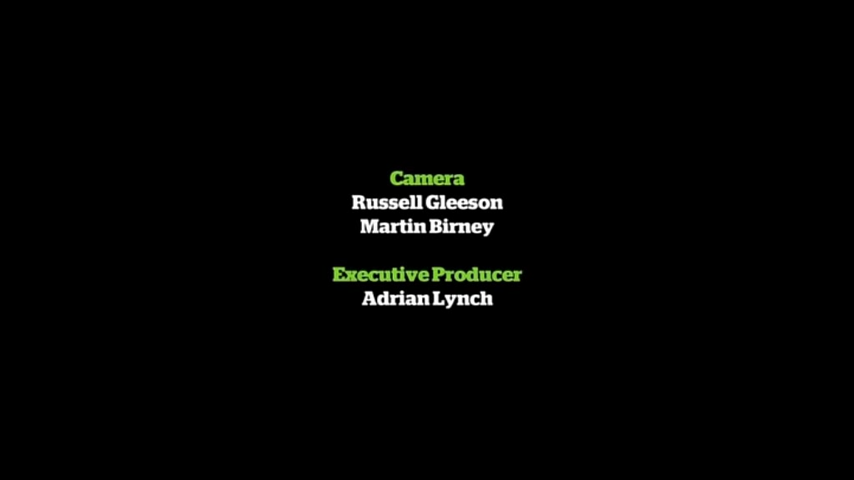 Camera
Russell Gleeson
Martin Birney
Executive Producer
Adrian Lynch